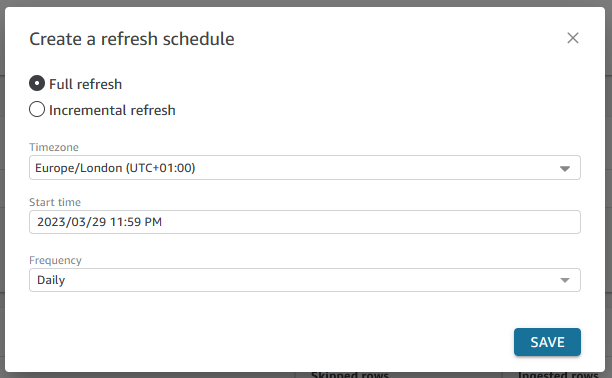 Create a refresh schedule
Full refresh
Incremental refresh
Timezone
Europe/London (UTC+01:00)
Start time
2023/03/29 11:59 PM
Frequency
Daily
SAVE
Skipped rows
Ingested rows